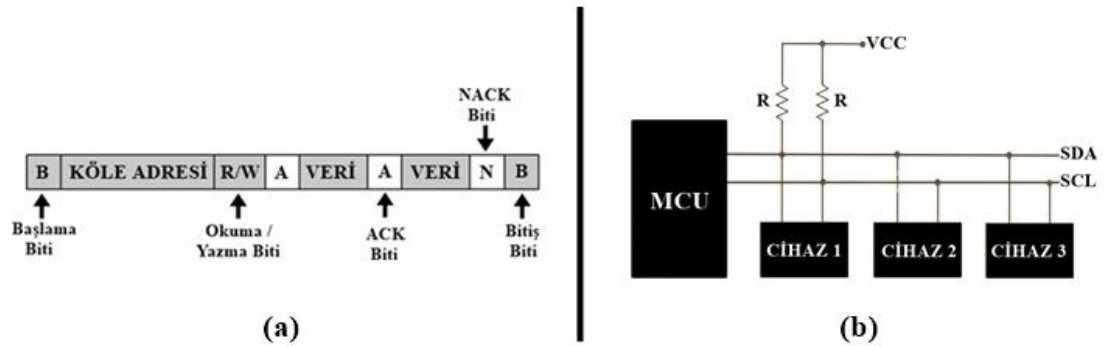 NACK
Biti
B KÖLE ADRESİ R/W A VERİ A VERİ N B
Başlama
Biti
Okuma /
Yazma Biti
ACK
Biti
Bitiş
Biti
(a)
VCC
R R
SDA
SCL
MCU
CİHAZ 1 CİHAZ 2 CİHAZ 3
(b)